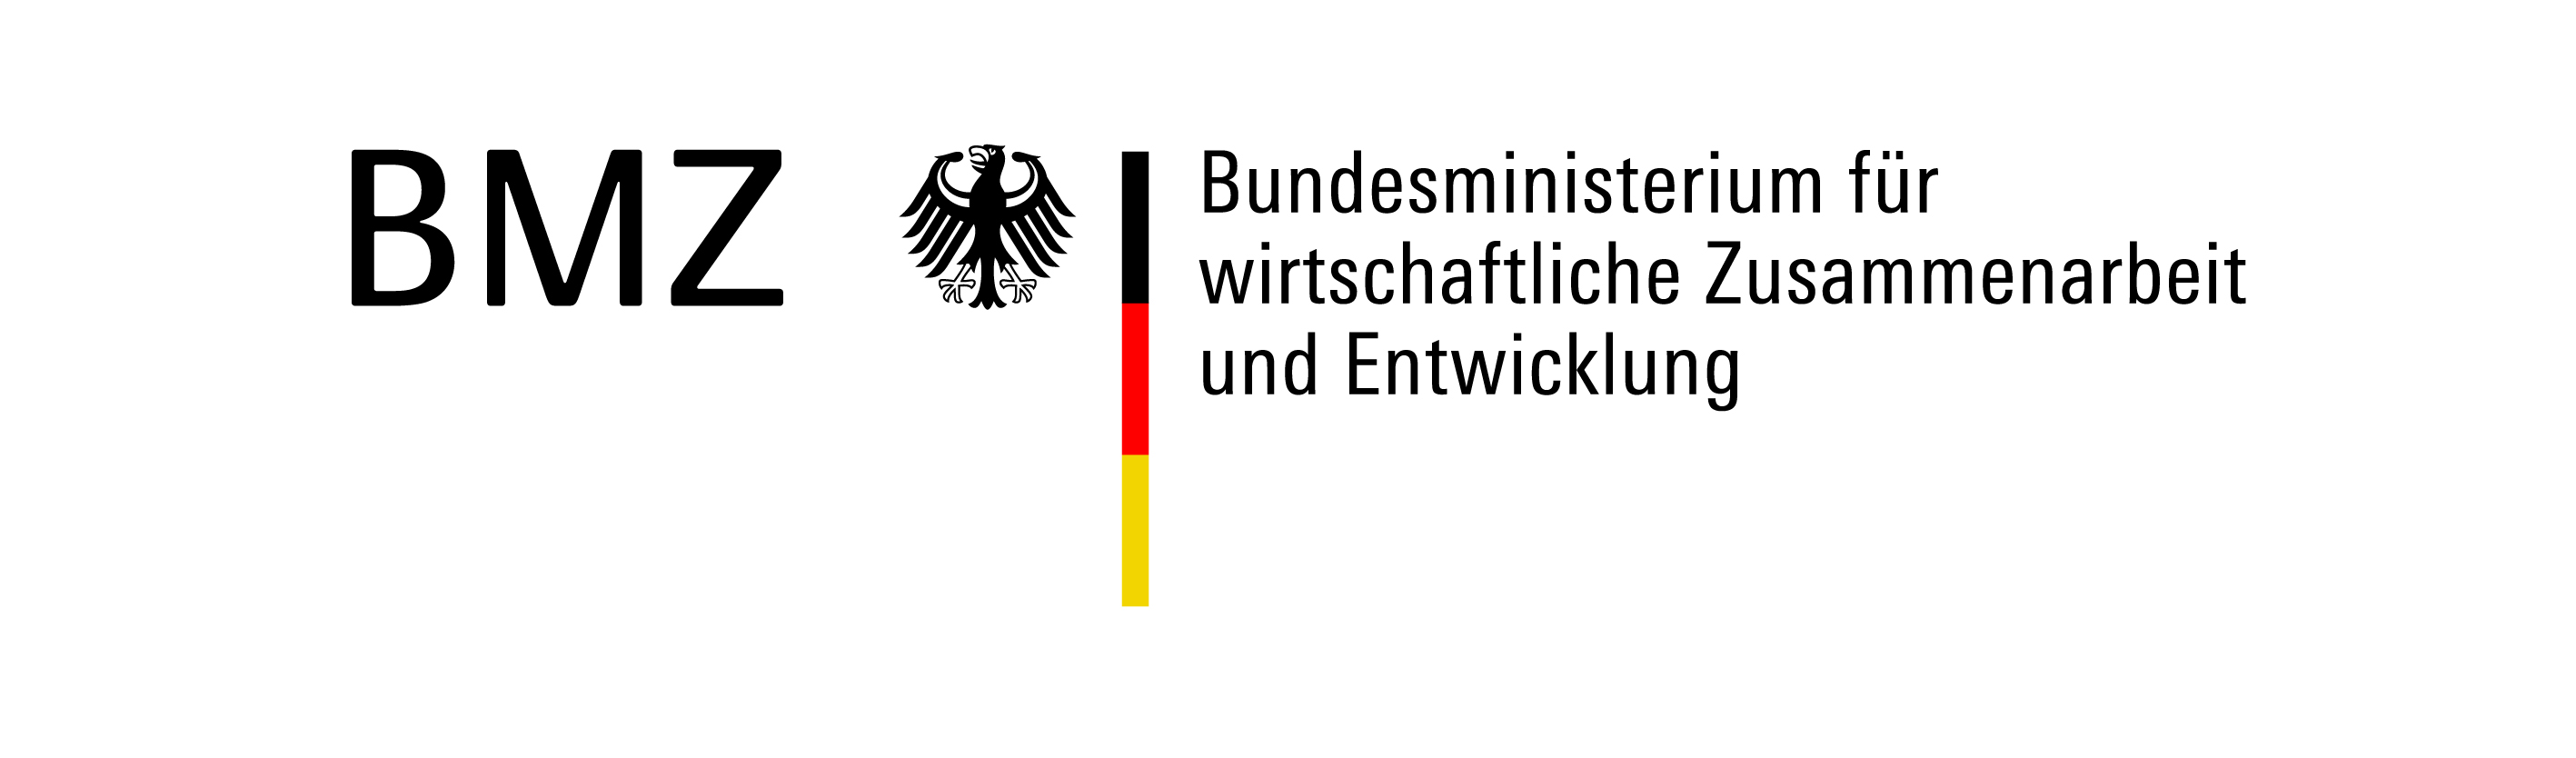 BMZ
Bundesministerium für
wirtschaftliche Zusammenarbeit
und Entwicklung